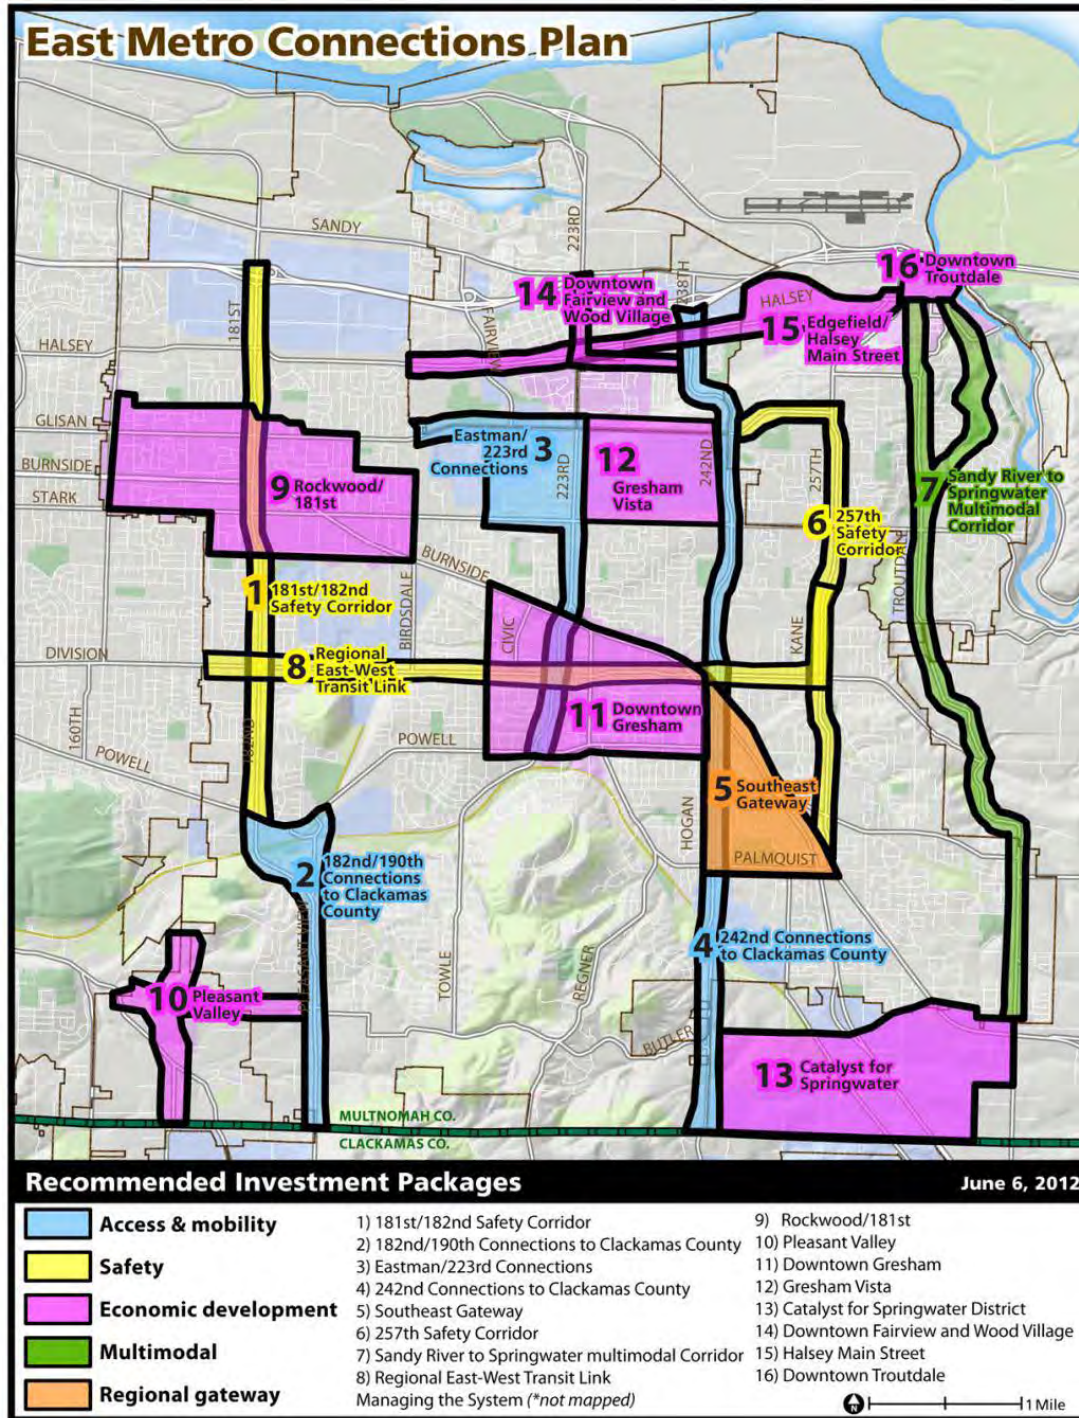 East Metro Connections Plan
SANDY
223RD
238TH
181ST
FAIRVIEW
HALSEY
16 Downtown
Troutdale
14 Downtown
Fairview and
Wood Village
HALSEY
15 Edgefield/
Halsey
Main Street
GLISAN
BURNSIDE
STARK
Eastman/
223rd
Connections
3
223RD
12
Gresham
Vista
242ND
257TH
9 Rockwood/
181st
7 Sandy River to
Springwater
Multimodal
Corridor
6 257th
Safety
Corridor
TROUTDALE
BURNSIDE
BIRDSDALE
1 181st/182nd
Safety Corridor
CIVIC
KANE
DIVISION
8 Regional
East-West
Transit Link
11 Downtown
Gresham
160TH
POWELL
182ND
POWELL
5 Southeast
Gateway
HOGAN
PALMQUIST
2 182nd/190th
Connections
to Clackamas
County
PLEASANT VIEW
TOWLE
REGNER
4 242nd Connections
to Clackamas County
10 Pleasant
Valley
BUTLER
13 Catalyst for
Springwater
MULTNOMAH CO.
CLACKAMAS CO.
Recommended Investment Packages
June 6, 2012
Access & mobility
Safety
Economic development
Multimodal
Regional gateway
1) 181st/182nd Safety Corridor
2) 182nd/190th Connections to Clackamas County
3) Eastman/223rd Connections
4) 242nd Connections to Clackamas County
5) Southeast Gateway
6) 257th Safety Corridor
7) Sandy River to Springwater multimodal Corridor
8) Regional East-West Transit Link
Managing the System (*not mapped)
9) Rockwood/181st
10) Pleasant Valley
11) Downtown Gresham
12) Gresham Vista
13) Catalyst for Springwater District
14) Downtown Fairview and Wood Village
15) Halsey Main Street
16) Downtown Troutdale
N
1 Mile